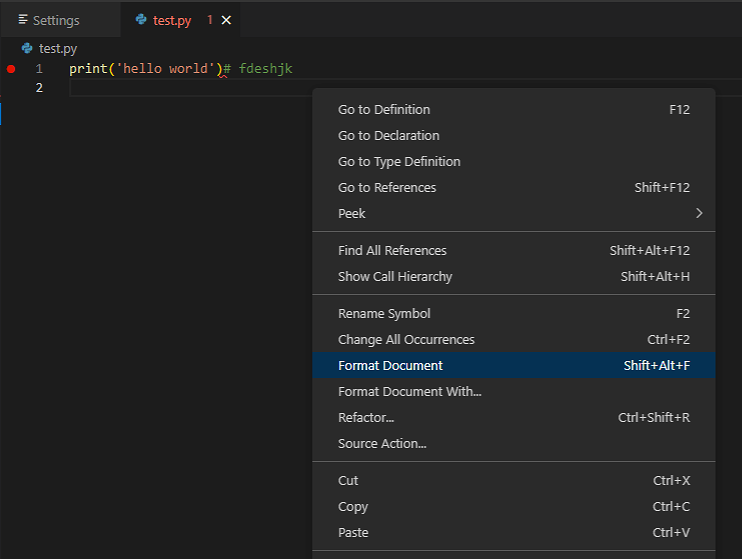 Settings
test.py 1
test.py
1 print('hello world')# fdeshjk
2
Go to Definition F12
Go to Declaration
Go to Type Definition
Go to References Shift+F12
Peek
Find All References Shift+Alt+F12
Show Call Hierarchy Shift+Alt+H
Rename Symbol F2
Change All Occurrences Ctrl+F2
Format Document Shift+Alt+F
Format Document With...
Refactor... Ctrl+Shift+R
Source Action...
Cut Ctrl+X
Copy Ctrl+C
Paste Ctrl+V